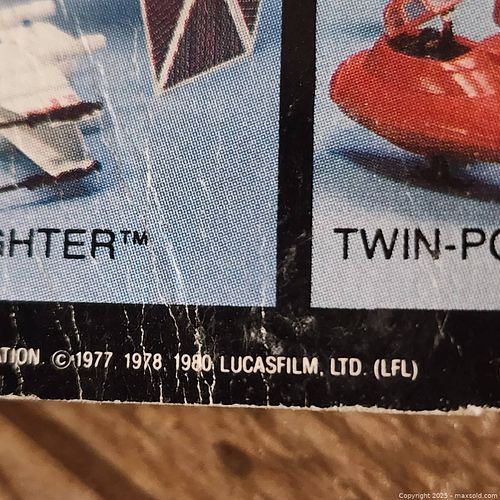 GHTER™
TWIN-PO
ATION. ©1977, 1978, 1980 LUCASFILM, LTD. (LFL)
Copyright 2025 - maxsold.com